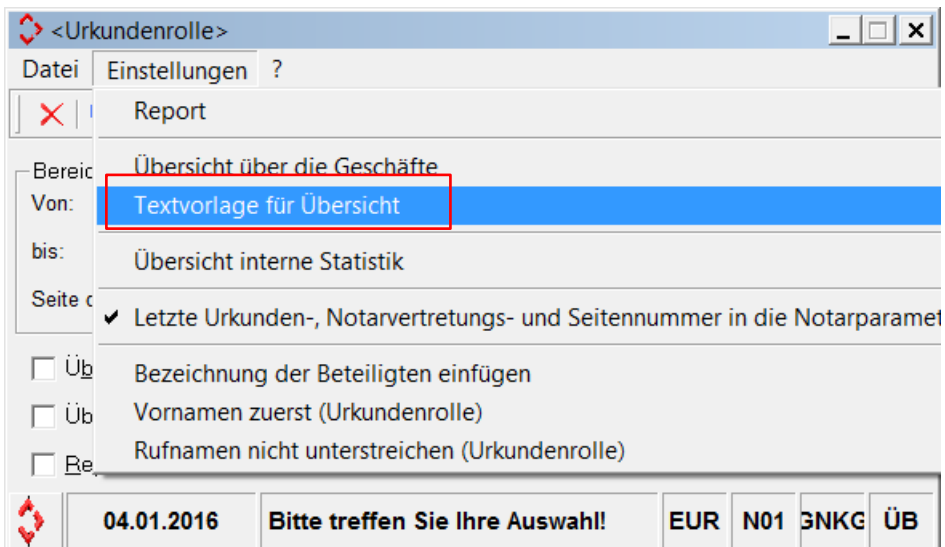 <Urkundenrolle>
Datei Einstellungen ?
Report
Übersicht über die Geschäfte
Textvorlage für Übersicht
Übersicht interne Statistik
Letzte Urkunden-, Notarvertretungs- und Seitennummer in die
Bezeichnung der Beteiligten einfügen
Vornamen zuerst (Urkundenrolle)
Rufnamen nicht unterstreichen (Urkundenrolle)
Von:
bis:
Seite
04.01.2016 Bitte treffen Sie Ihre Auswahl! EUR N01 GNKG ÜB